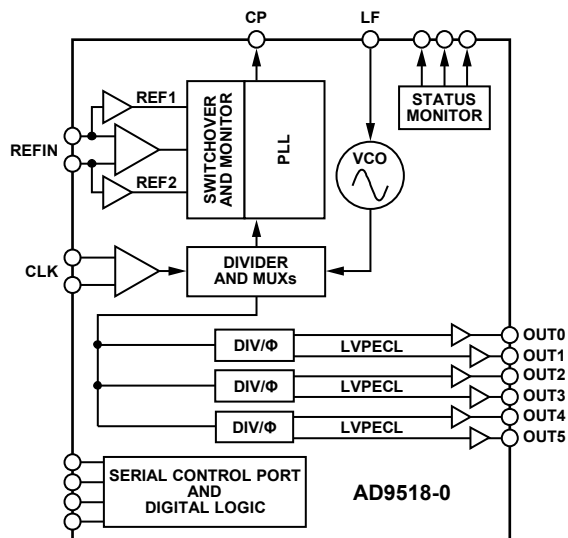 CP
LF
REF1
REFIN
REF2
SWITCHOVER
AND MONITOR
PLL
VCO
STATUS
MONITOR
CLK
DIVIDER
AND MUXs
DIV/Φ
LVPECL
OUT0
OUT1
DIV/Φ
LVPECL
OUT2
OUT3
DIV/Φ
LVPECL
OUT4
OUT5
SERIAL CONTROL PORT
AND
DIGITAL LOGIC
AD9518-0